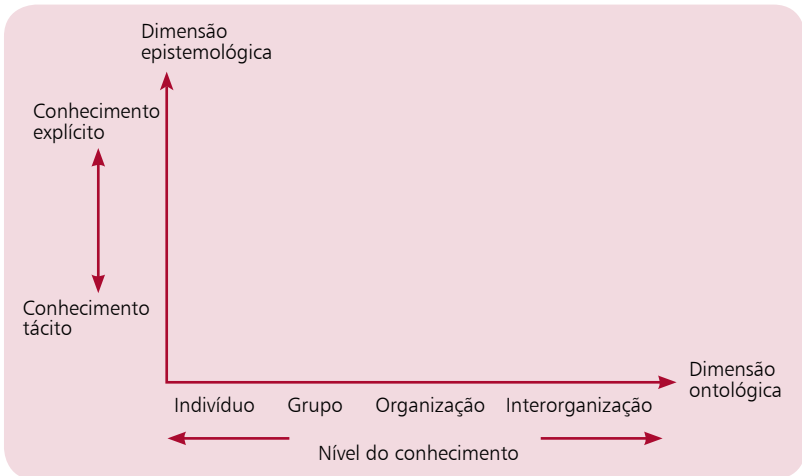 Dimensão
epistemológica
Conhecimento
explícito
Conhecimento
tácito
Dimensão
ontológica
Indivíduo Grupo Organização Interorganização
Nível do conhecimento